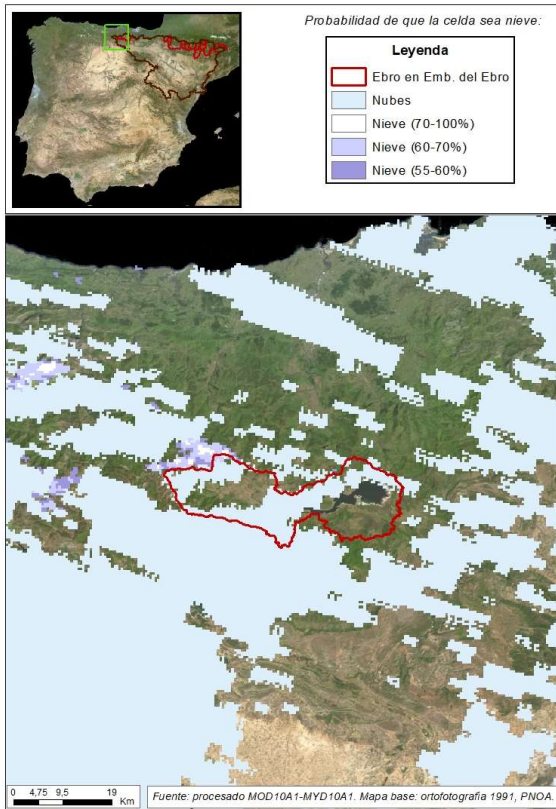 Probabilidad de que la celda sea nieve:
Leyenda
Ebro en Emb. del Ebro
Nubes
Nieve (70-100%)
Nieve (60-70%)
Nieve (55-60%)
0 4,75 9,5 19
Km
Fuente: procesado MOD10A1-MYD10A1. Mapa base: ortofotografia 1991, PNOA.